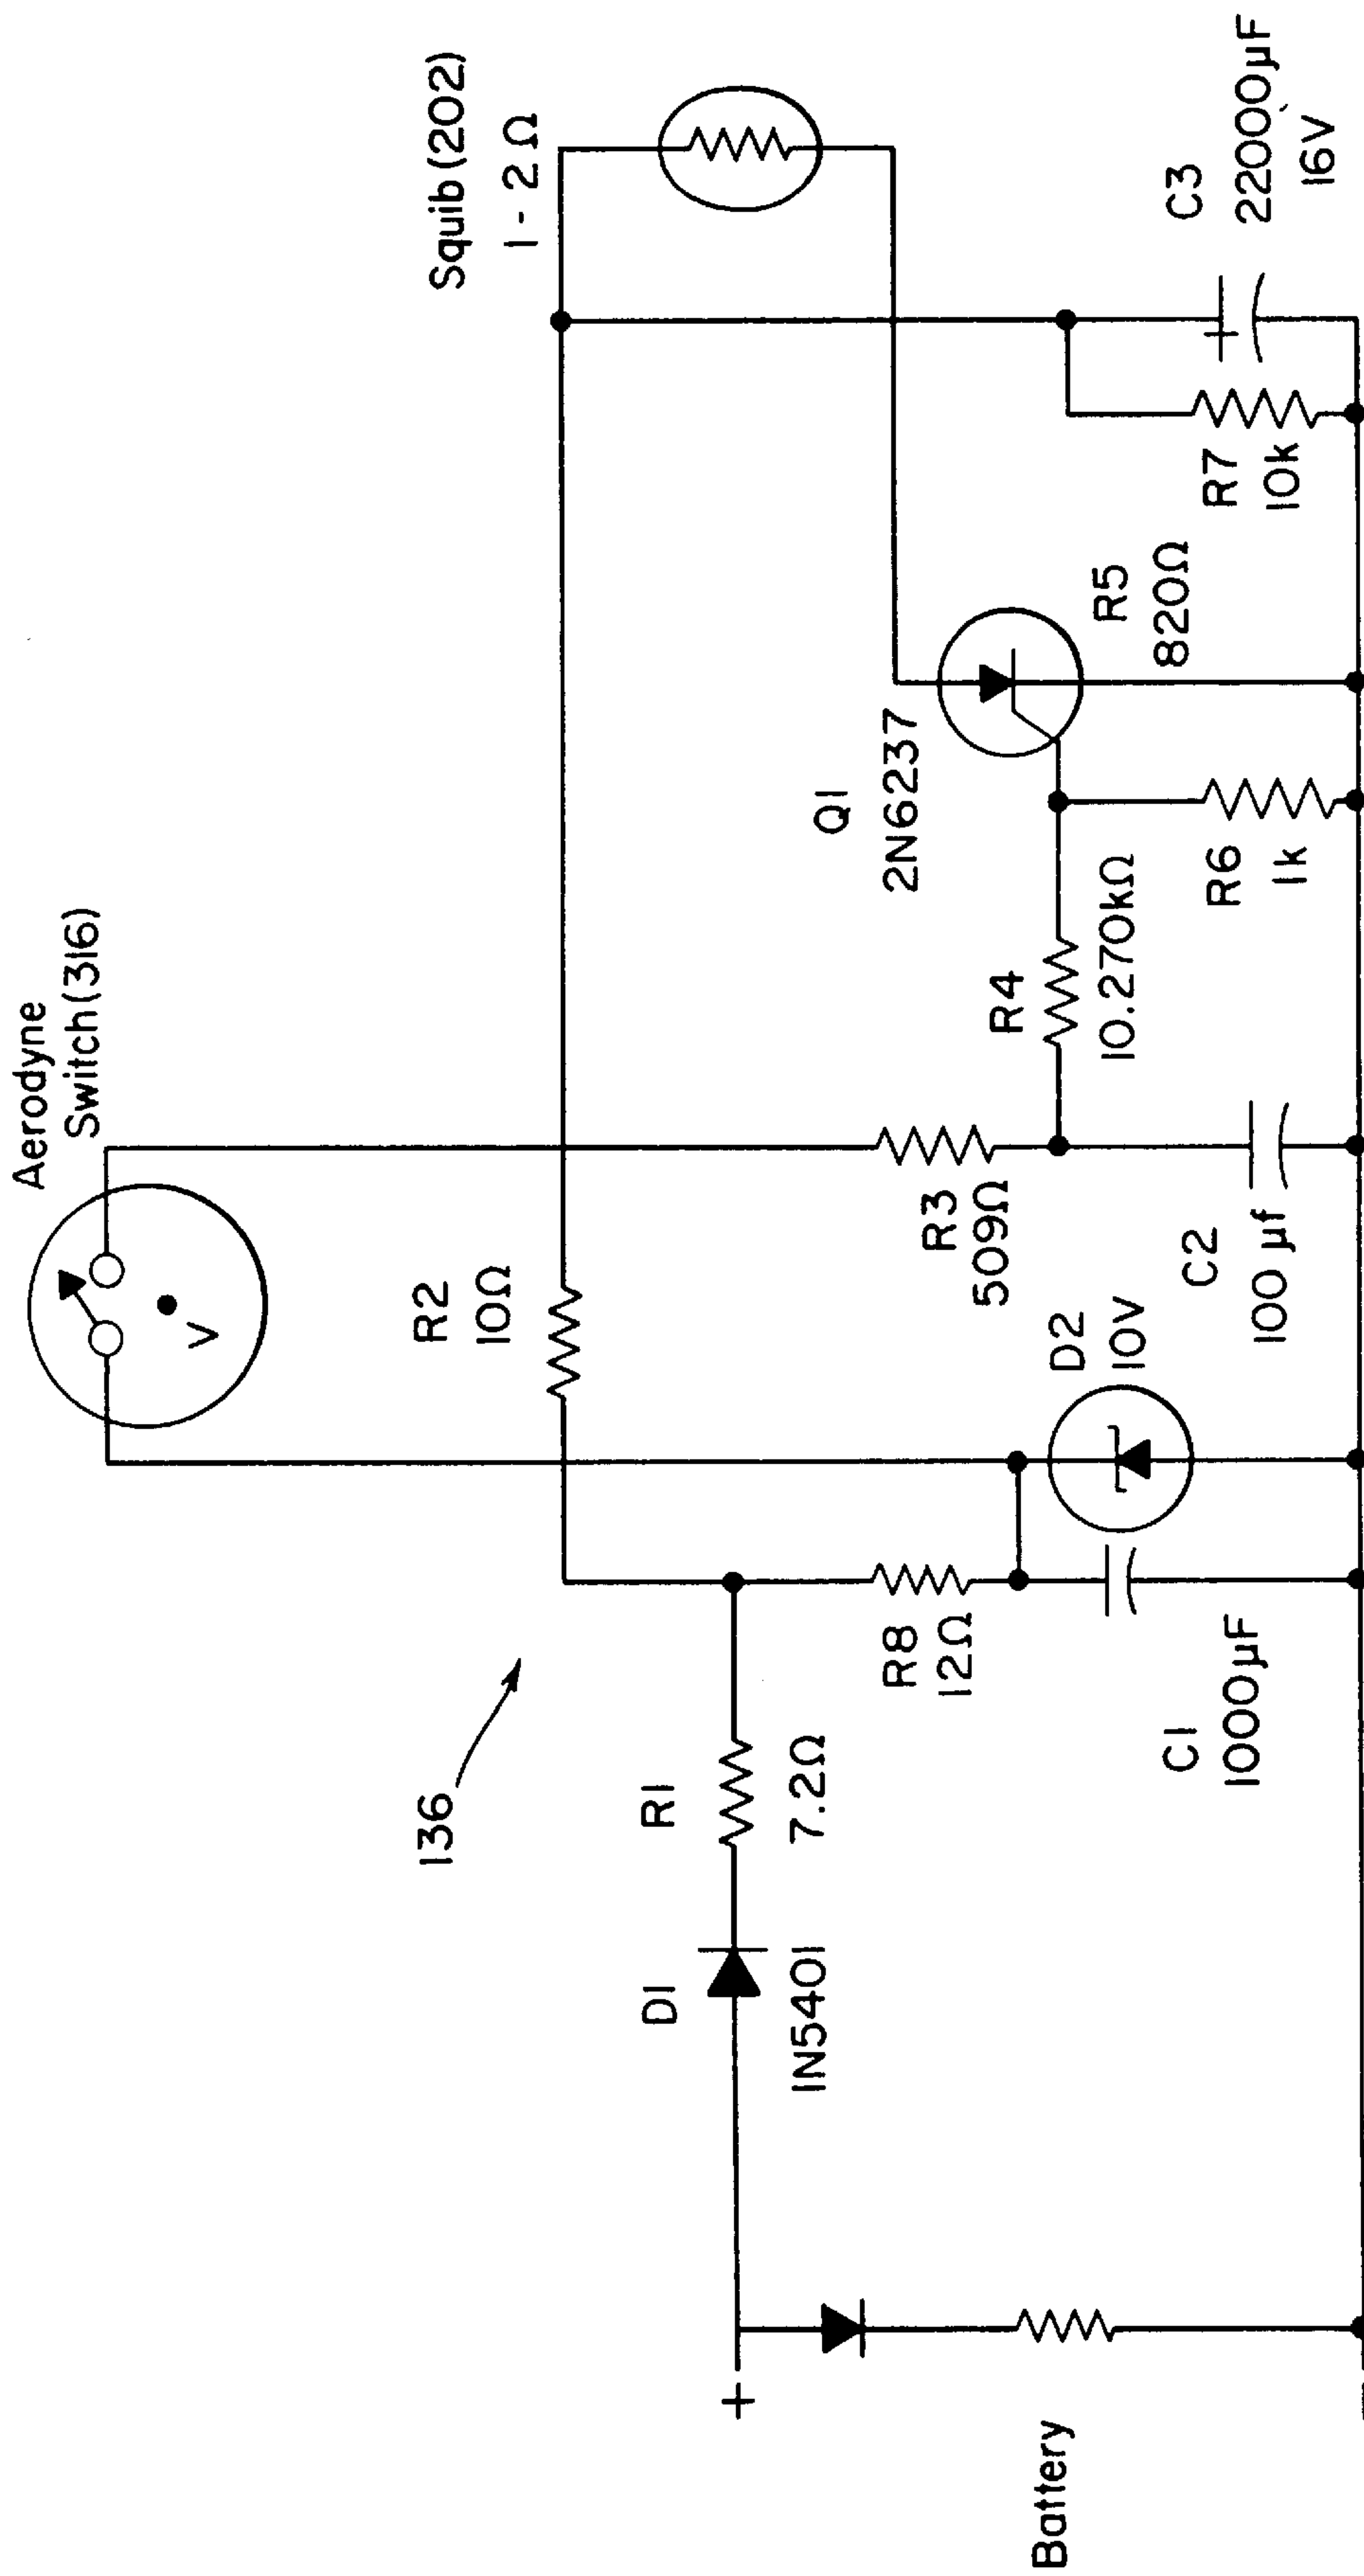 Aerodyne
Switch(316)
Squib (202)
1 - 2 Ω
V
R2
10Ω
136
D1
1N5401
R1
7.2Ω
R8
12Ω
C1
1000µF
D2
10V
R3
509Ω
C2
100 µf
R4
10.270kΩ
Q1
2N6237
R5
820Ω
R6
1k
R7
10k
C3
22000µF
16V
+
Battery
−